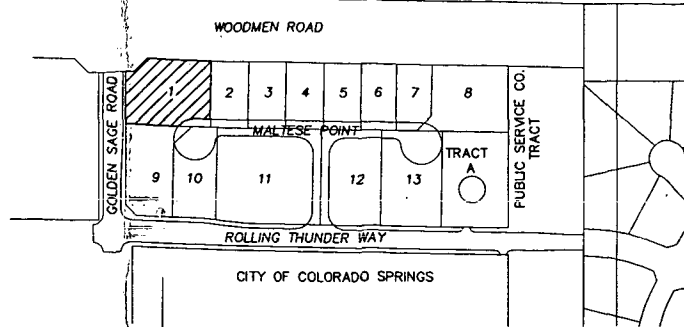 WOODMEN ROAD
GOLDEN SAGE ROAD
1
2
3
4
5
6
7
8
MALTESE POINT
PUBLIC SERVICE CO.
TRACT
9
10
11
12
13
TRACT
A
ROLLING THUNDER WAY
CITY OF COLORADO SPRINGS